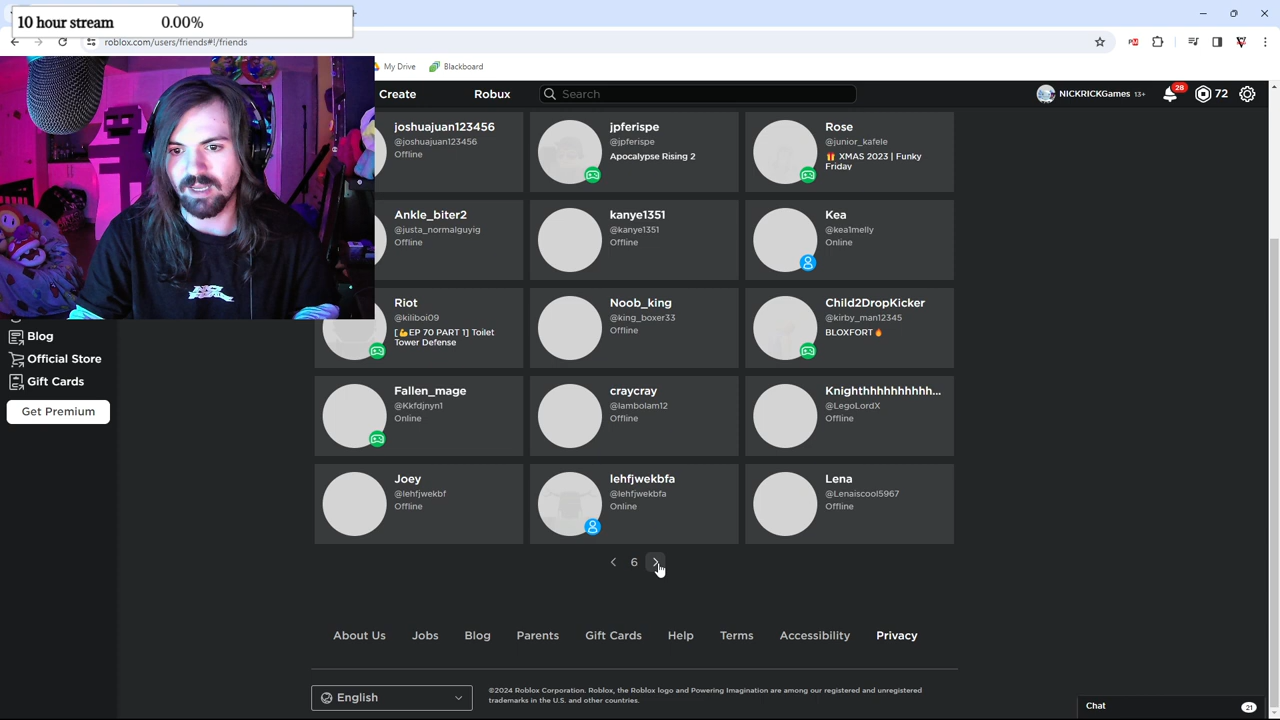 10 hour stream 0.00%
roblox.com/users/friends#!/friends
My Drive
Blackboard
Create
Robux
Search
NICKRICKGames 13+
28
72
joshuajuan123456
@joshuajuan123456
Offline
jpferispe
@jpferispe
Apocalypse Rising 2
Rose
@junior_kafele
XMAS 2023 | Funky
Friday
Ankle_biter2
@justa_normalguyig
Offline
kanye1351
@kanye1351
Offline
Kea
@kea1melly
Online
Riot
@kiliboi09
[💪EP 70 PART 1] Toilet
Tower Defense
Noob_king
@king_boxer33
Offline
Child2DropKicker
@kirby_man12345
BLOXFORT🔥
Blog
Official Store
Gift Cards
Get Premium
Fallen_mage
@Kkfdjnyn1
Online
craycray
@lambolam12
Offline
Knighthhhhhhhhhh...
@LegoLordX
Offline
Joey
@lehfjwekbf
Offline
lehfjwekbfa
@lehfjwekbfa
Online
Lena
@Lenaiscool5967
Offline
6
About Us
Jobs
Blog
Parents
Gift Cards
Help
Terms
Accessibility
Privacy
English
©2024 Roblox Corporation. Roblox, the Roblox logo and Powering Imagination are among our registered and unregistered
trademarks in the U.S. and other countries.
Chat
21